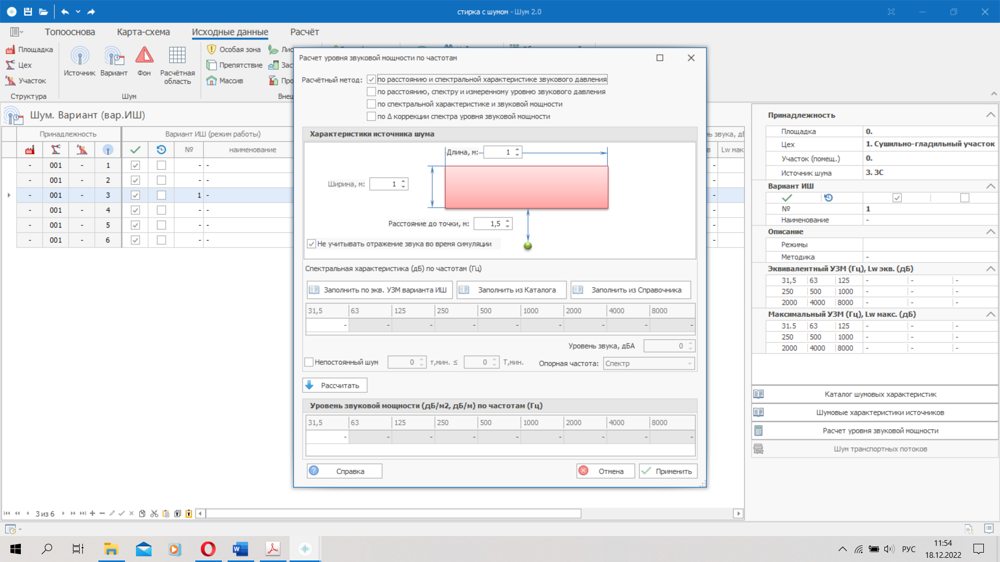 стирка с шумом - Шум 2.0
Топооснова Карта-схема Исходные данные Расчёт
Площадка
Цех
Участок
Структура
Источник Вариант Фон Расчётная область
Шум
Особая зона
Препятствие
Массив
Шум. Вариант (вар.ИШ)
Принадлежность Вариант ИШ (режим работы)
№ наименование
- 001 - 1 - -
- 001 - 2 - -
- 001 - 3 1 -
- 001 - 4 - -
- 001 - 5 - -
- 001 - 6 - -
3 из 6
Расчет уровня звуковой мощности по частотам
Расчётный метод: по расстоянию и спектральной характеристике звукового давления
по расстоянию, спектру и измеренному уровню звукового давления
по спектральной характеристике и звуковой мощности
по Δ коррекции спектра уровня звуковой мощности
Характеристики источника шума
Длина, м: 1
Ширина, м: 1
Расстояние до точки, м: 1,5
Не учитывать отражение звука во время симуляции
Спектральная характеристика (дБ) по частотам (Гц)
Заполнить по экв. УЗМ варианта ИШ Заполнить из Каталога Заполнить из Справочника
31,5 63 125 250 500 1000 2000 4000 8000
- - - - - - - - -
Уровень звука, дБА 0
Непостоянный шум 0 τ,мин. ≤ 0 Т,мин. Опорная частота: Спектр
Рассчитать
Уровень звуковой мощности (дБ/м2, дБ/м) по частотам (Гц)
31,5 63 125 250 500 1000 2000 4000 8000
- - - - - - - - -
Справка Отмена Применить
Lw мак
Принадлежность
Площадка 0.
Цех 1. Сушильно-гладильный участок
Участок (помещ.) 0.
Источник шума 3. ЗС
Вариант ИШ
№ 1
Наименование -
Описание
Режимы
Методика -
Эквивалентный УЗМ (Гц), Lw экв. (дБ)
31,5 63 125 - - -
250 500 1000 - - -
2000 4000 8000 - - -
Максимальный УЗМ (Гц), Lw макс. (дБ)
31.5 63 125 - - -
250 500 1000 - - -
2000 4000 8000 - - -
Каталог шумовых характеристик
Шумовые характеристики источников
Расчет уровня звуковой мощности
Шум транспортных потоков
-
РУС
11:54
18.12.2022